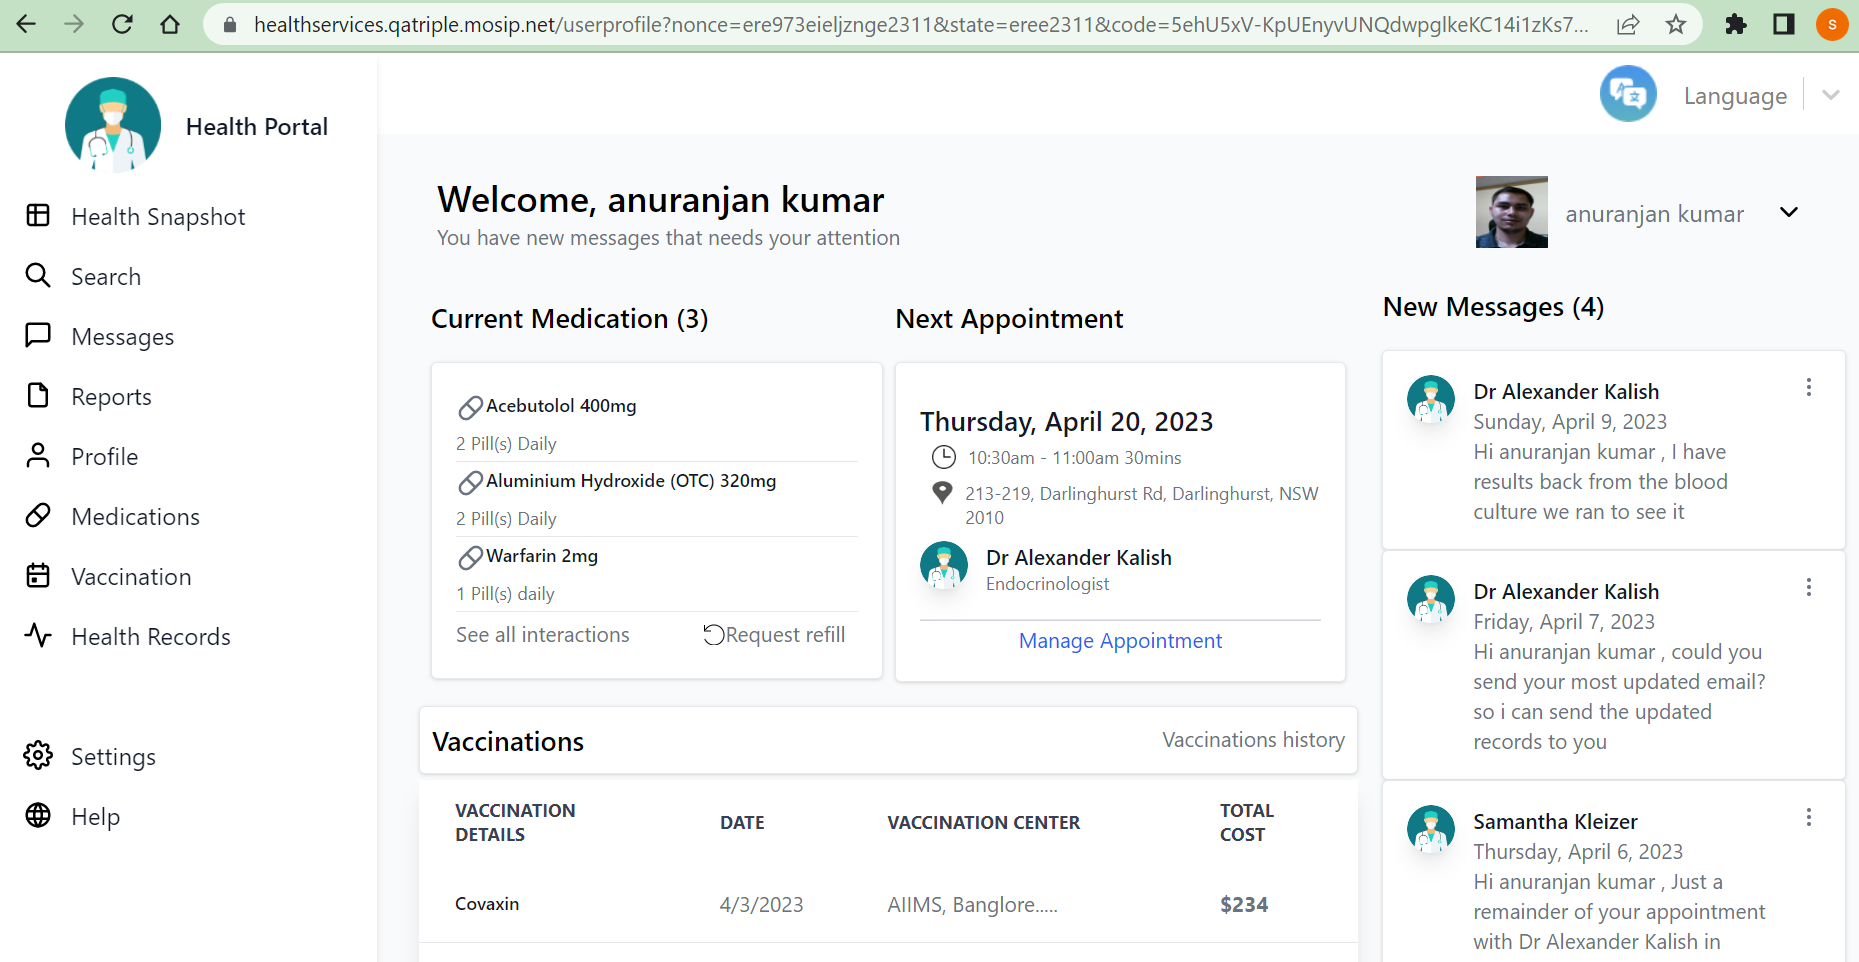 healthservices.qatriple.mosip.net/userprofile?nonce=ere973eieljznge2311&state=eree2311&code=5ehU5xV-KpUEnyvUNQdwpglkeKC14i1zKs7...
S
Health Portal
Language
Health Snapshot
Search
Messages
Reports
Profile
Medications
Vaccination
Health Records
Settings
Help
Welcome, anuranjan kumar
You have new messages that needs your attention
anuranjan kumar
Current Medication (3)
Acebutolol 400mg
2 Pill(s) Daily
Aluminium Hydroxide (OTC) 320mg
2 Pill(s) Daily
Warfarin 2mg
1 Pill(s) daily
See all interactions
Request refill
Next Appointment
Thursday, April 20, 2023
10:30am - 11:00am 30mins
213-219, Darlinghurst Rd, Darlinghurst, NSW
2010
Dr Alexander Kalish
Endocrinologist
Manage Appointment
Vaccinations
Vaccinations history
VACCINATION
DETAILS
DATE
VACCINATION CENTER
TOTAL
COST
Covaxin
4/3/2023
AIIMS, Banglore.....
$234
New Messages (4)
Dr Alexander Kalish
Sunday, April 9, 2023
Hi anuranjan kumar , I have
results back from the blood
culture we ran to see it
Dr Alexander Kalish
Friday, April 7, 2023
Hi anuranjan kumar , could you
send your most updated email?
so i can send the updated
records to you
Samantha Kleizer
Thursday, April 6, 2023
Hi anuranjan kumar , Just a
remainder of your appointment
with Dr Alexander Kalish in